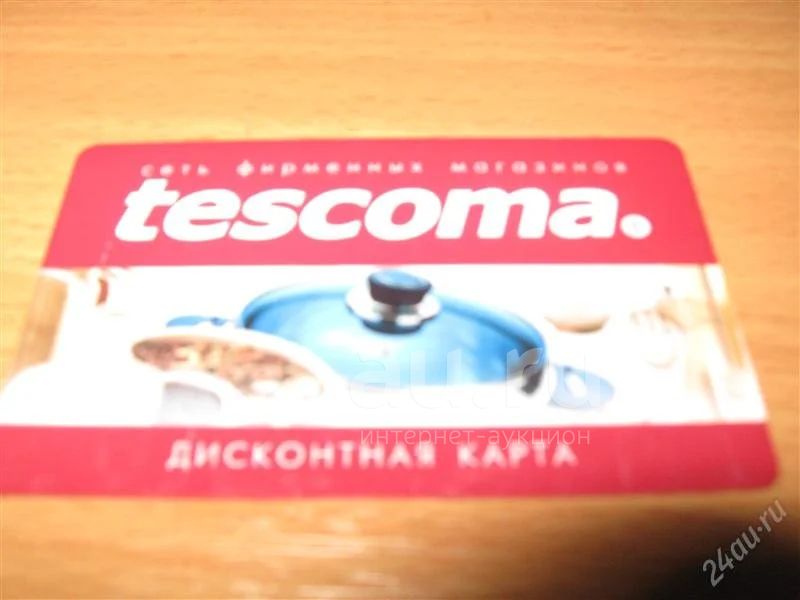 сеть фирменных магазинов
tescoma.®
au.ru
интернет-аукцион
ДИСКОНТНАЯ КАРТА
24au.ru